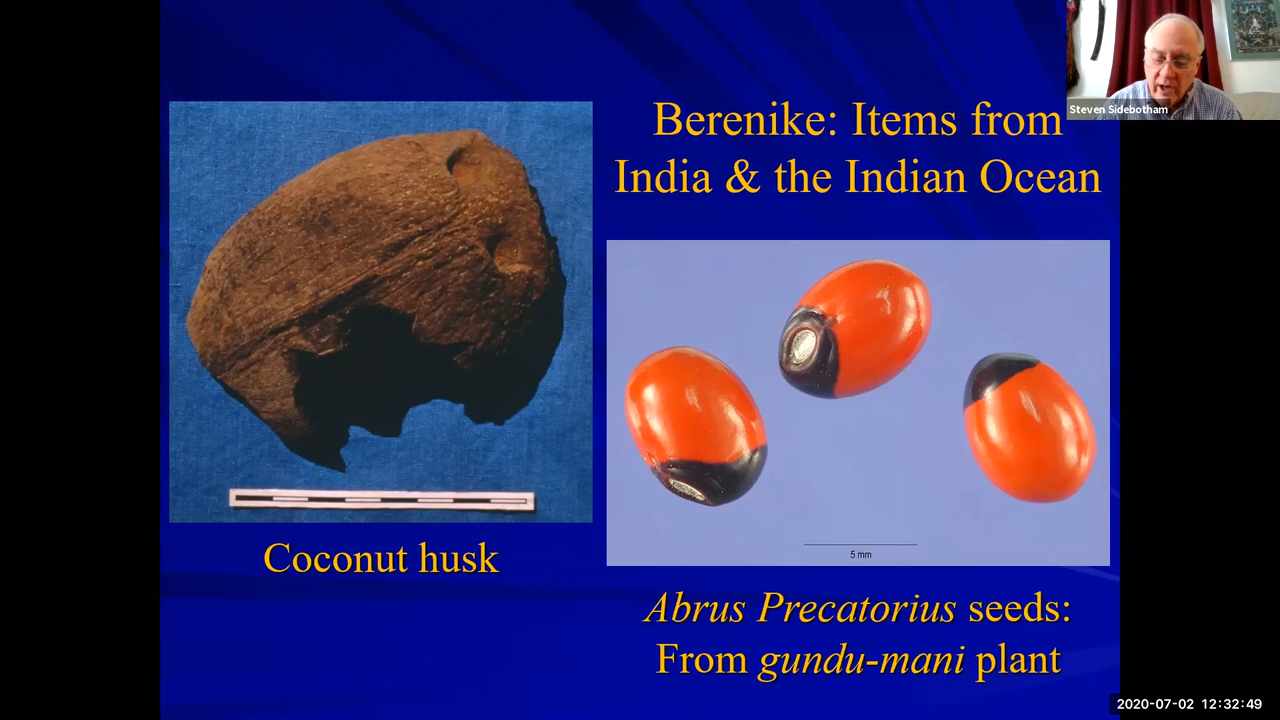 Steven Sidebotham
Berenike: Items from
India & the Indian Ocean
5 mm
Coconut husk
Abrus Precatorius seeds:
From gundu-mani plant
2020-07-02 12:32:49